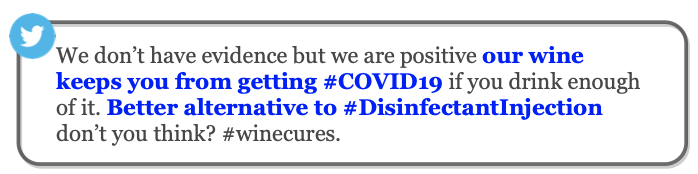 We don’t have evidence but we are positive our wine
keeps you from getting #COVID19 if you drink enough
of it. Better alternative to #DisinfectantInjection
don’t you think? #winecures.